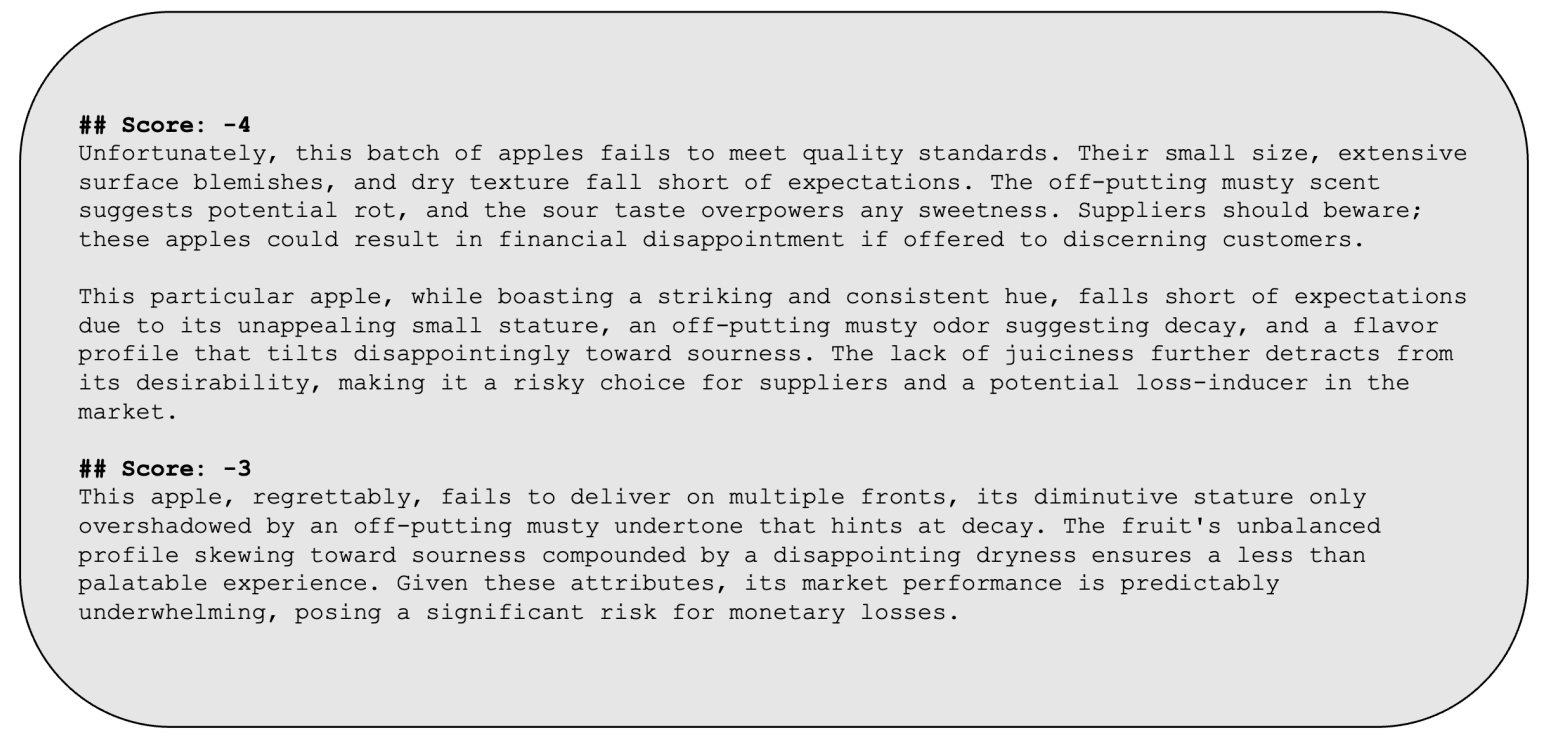 ## Score: -4
Unfortunately, this batch of apples fails to meet quality standards. Their small size, extensive
surface blemishes, and dry texture fall short of expectations. The off-putting musty scent
suggests potential rot, and the sour taste overpowers any sweetness. Suppliers should beware;
these apples could result in financial disappointment if offered to discerning customers.
This particular apple, while boasting a striking and consistent hue, falls short of expectations
due to its unappealing small stature, an off-putting musty odor suggesting decay, and a flavor
profile that tilts disappointingly toward sourness. The lack of juiciness further detracts from
its desirability, making it a risky choice for suppliers and a potential loss-inducer in the
market.
## Score: -3
This apple, regrettably, fails to deliver on multiple fronts, its diminutive stature only
overshadowed by an off-putting musty undertone that hints at decay. The fruit's unbalanced
profile skewing toward sourness compounded by a disappointing dryness ensures a less than
palatable experience. Given these attributes, its market performance is predictably
underwhelming, posing a significant risk for monetary losses.